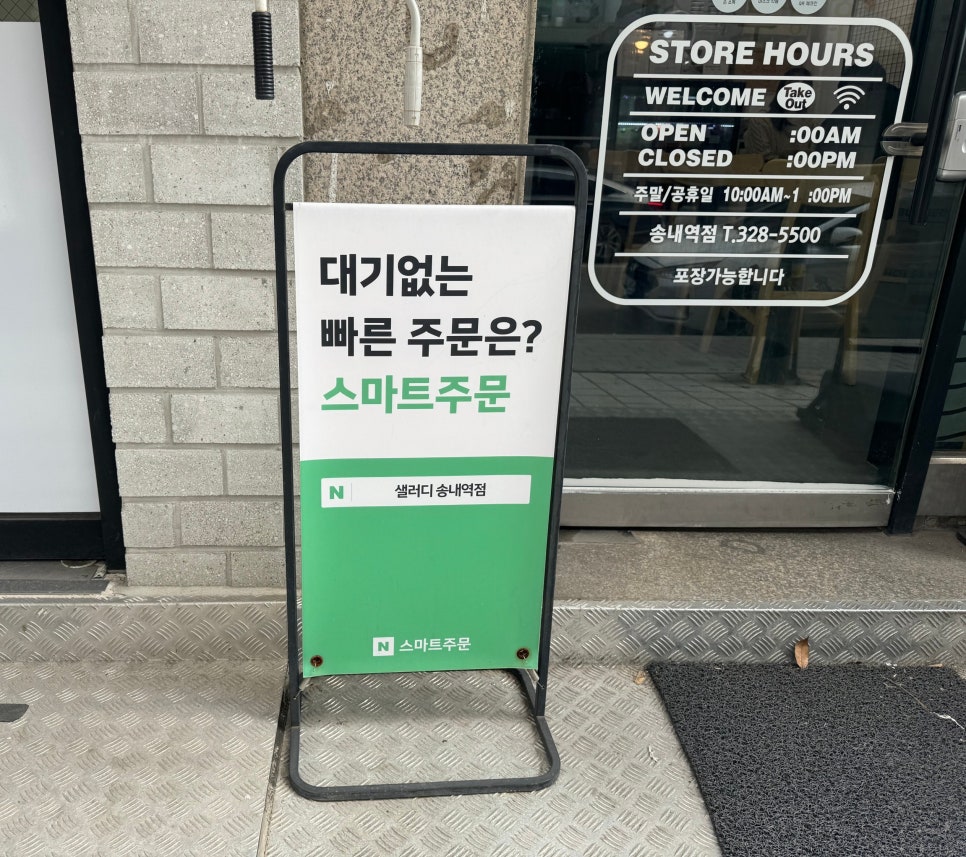 대기없는
빠른 주문은?
스마트주문
N 샐러디 송내역점
N 스마트주문
STORE HOURS
WELCOME Take Out
OPEN :00AM
CLOSED :00PM
주말/공휴일 10:00AM~1 :00PM
송내역점 T.328-5500
포장가능합니다